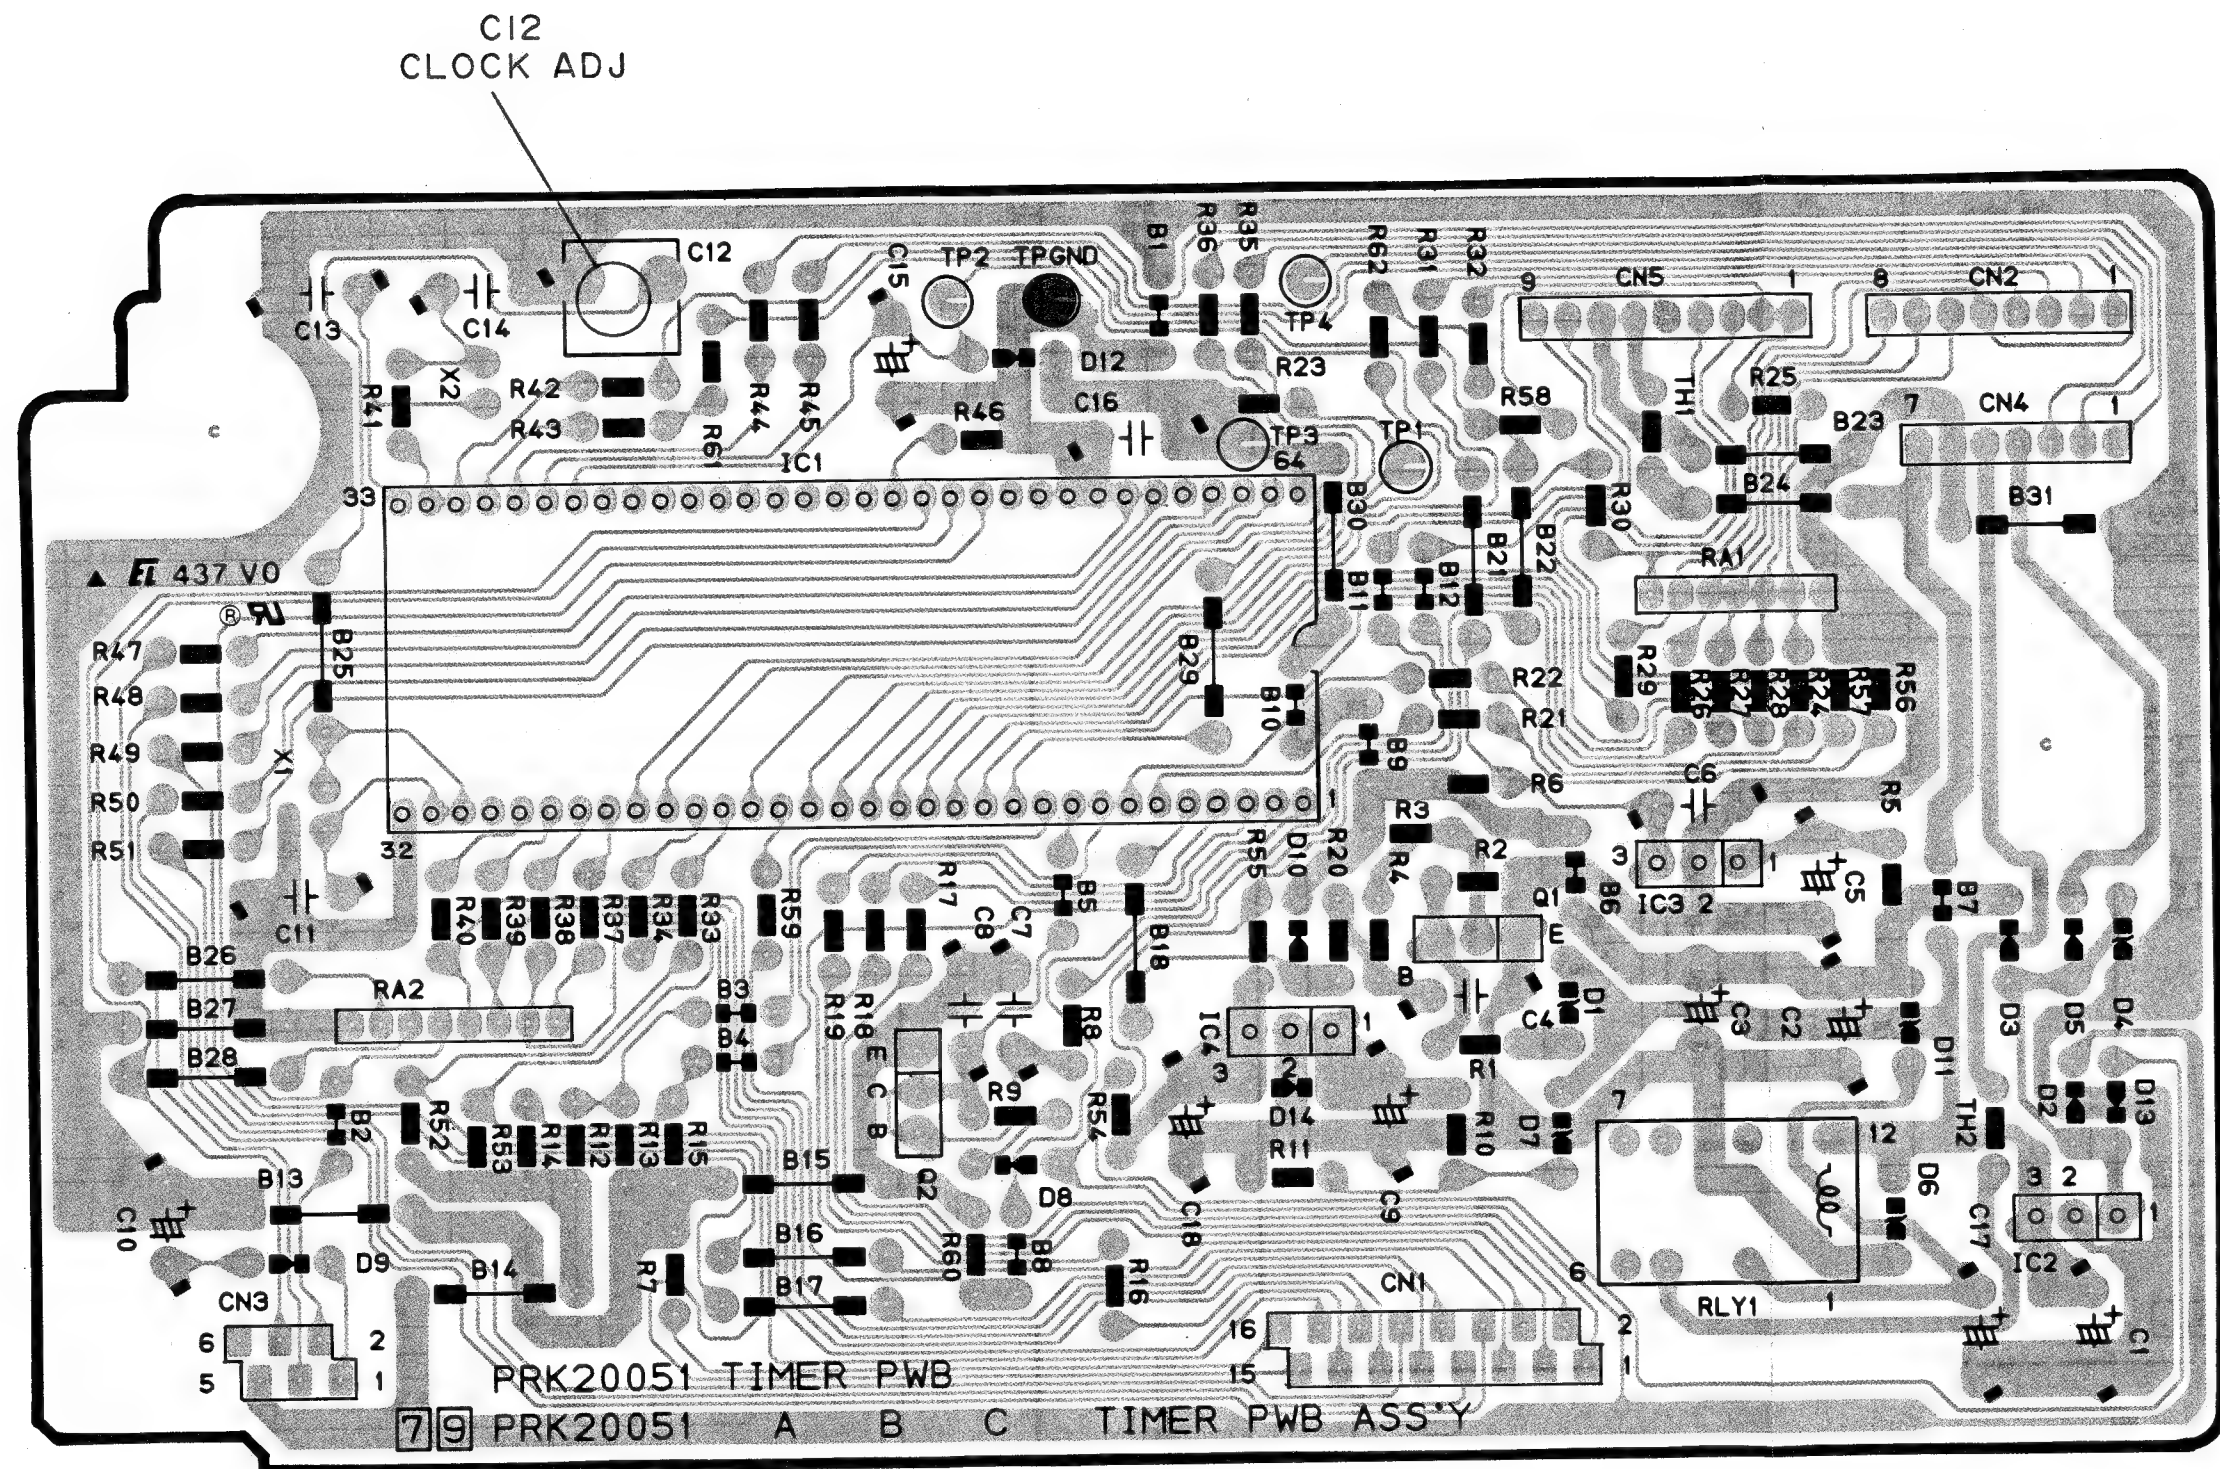 C12
CLOCK ADJ
B1
R36
R35
R62
R31
R32
C15
TP2
TPGND
C12
9
CN5
1
8
CN2
1
C13
C14
TP4
D12
R23
X2
R41
R42
R43
R61
R44
R45
R46
C16
TP3
64
TP1
R58
TH1
R25
B23
7
CN4
1
IC1
33
B30
R30
B24
B31
437 VO
B11
B12
B21
B22
RA1
®
R47
B25
R48
R49
X1
R50
R51
32
B29
B10
R22
R21
B9
R29
R26
R27
R28
R24
R57
R56
1
R6
C6
R5
R3
R4
R2
3
1
R55
D10
R20
Q1
B6
IC3
2
C5
B7
C11
R40
R39
R38
R37
R34
R33
R59
R17
C8
C7
B5
B18
E
B
B26
B27
B28
RA2
B3
B4
R19
R18
E
C
B
R8
IC4
1
3
2
C4
D1
C3
C2
D11
D3
D5
D4
R1
B2
R52
R53
R14
R12
R13
R15
R9
R54
D14
R11
R10
D7
7
12
TH2
D2
D13
B13
B15
Q2
D8
C18
C9
D6
C17
3
2
1
IC2
C10
D9
B14
R7
B16
B17
R60
B8
R16
CN1
6
RLY1
1
CN3
6
2
5
1
16
2
15
1
C1
PRK20051 TIMER PWB
7 9 PRK20051 A B C TIMER PWB ASS'Y